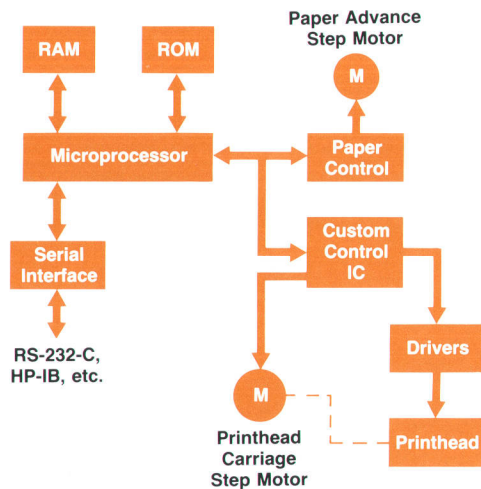 Paper Advance
Step Motor
RAM
ROM
M
Microprocessor
Paper
Control
Serial
Interface
Custom
Control
IC
RS-232-C,
HP-IB, etc.
Drivers
M
Printhead
Carriage
Step Motor
Printhead